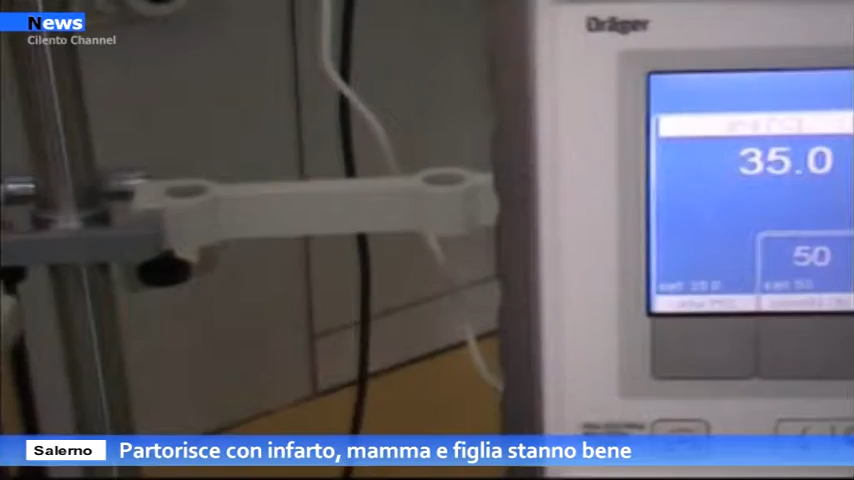 News
Cilento Channel
Dräger
35.0
50
Salerno
Partorisce con infarto, mamma e figlia stanno bene